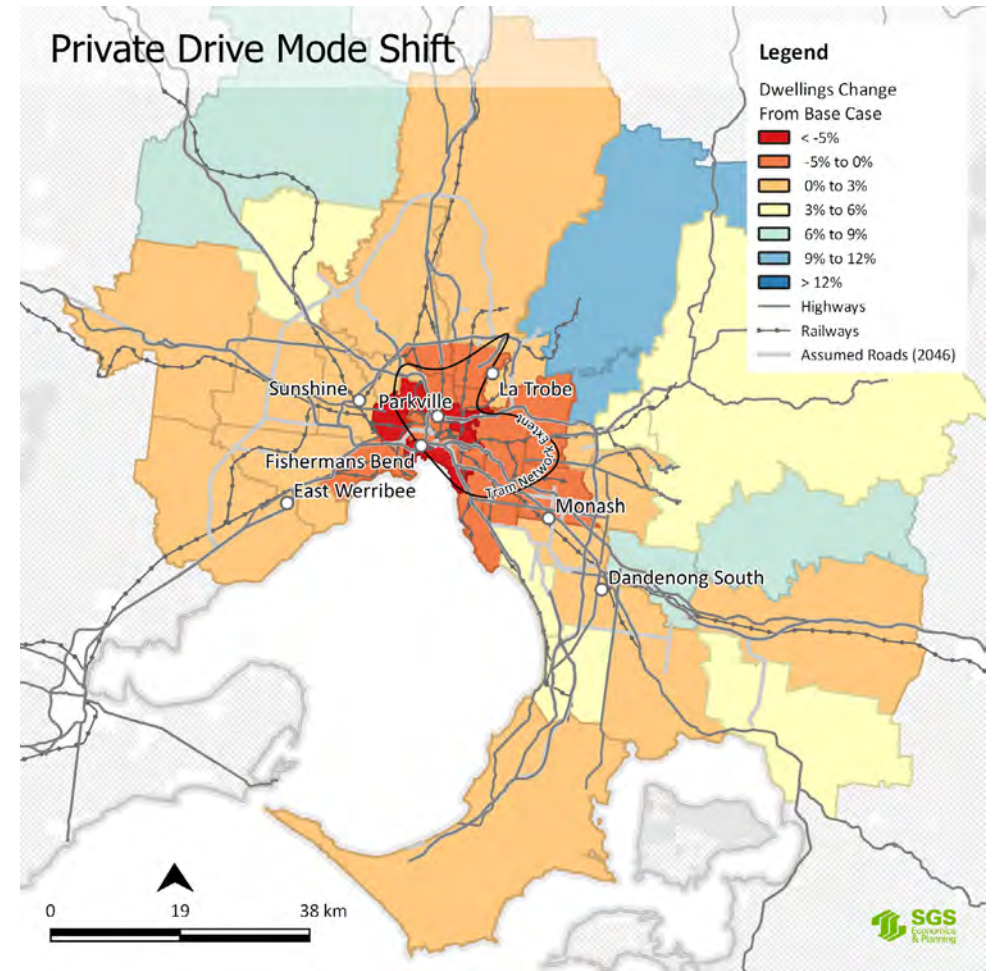 Private Drive Mode Shift
Legend
Dwellings Change
From Base Case
< -5%
-5% to 0%
0% to 3%
3% to 6%
6% to 9%
9% to 12%
> 12%
Highways
Railways
Assumed Roads (2046)
Sunshine
Parkville
La Trobe
Tram Network Extent
Fishermans Bend
East Werribee
Monash
Dandenong South
0 19 38 km
SGS
Economics
& Planning